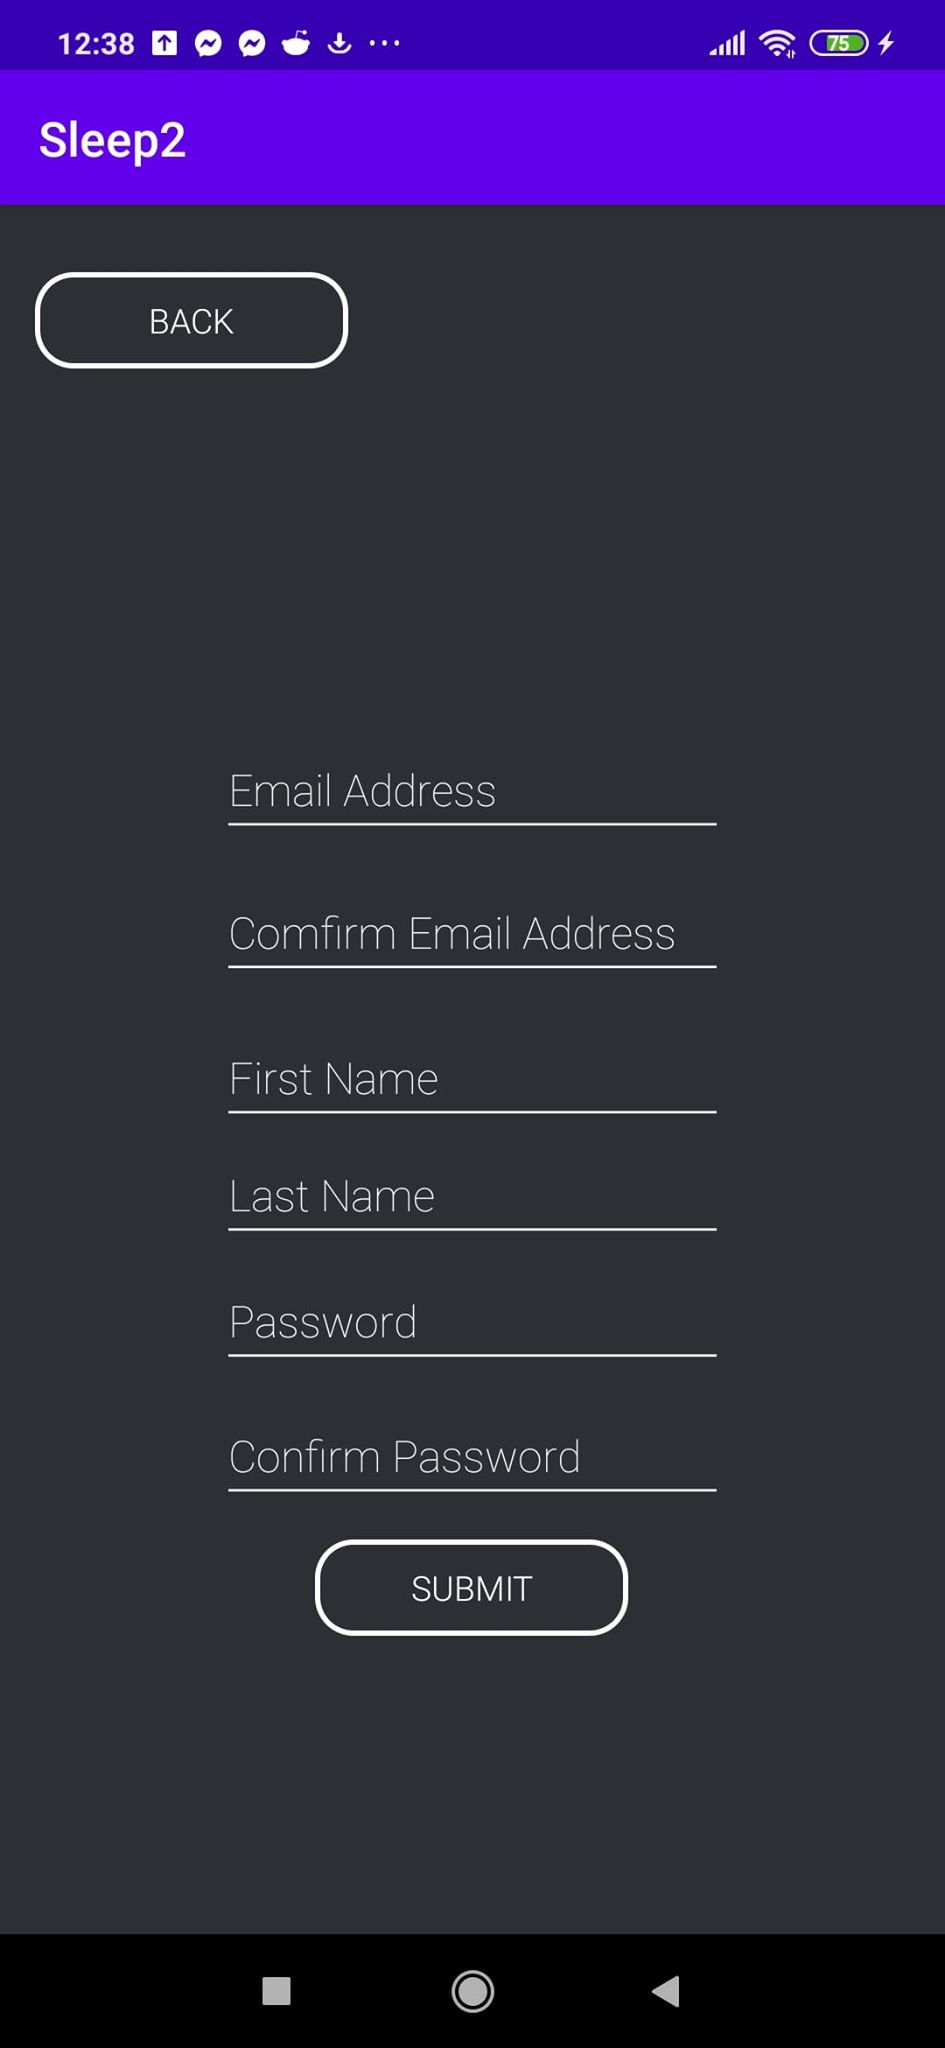 12:38
75
Sleep2
BACK
Email Address
Comfirm Email Address
First Name
Last Name
Password
Confirm Password
SUBMIT